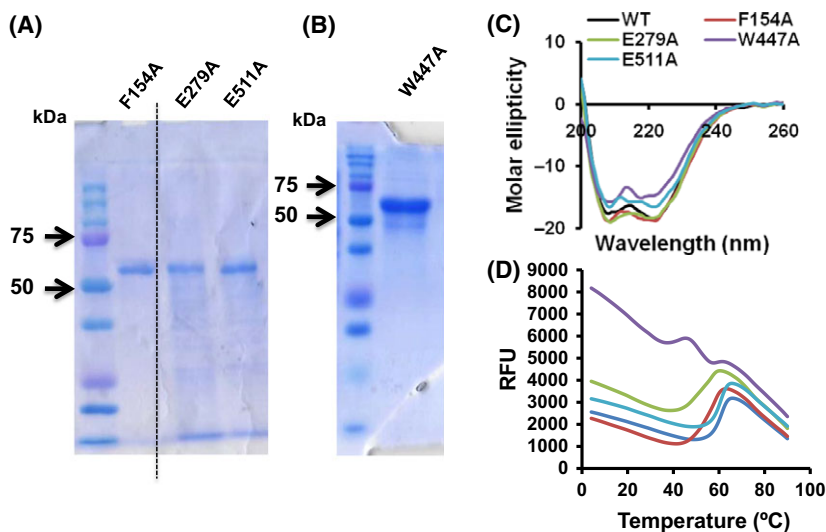 (A)
F154A
E279A
E511A
kDa
75
50
(B)
W447A
kDa
75
50
(C)
WT
F154A
E279A
W447A
E511A
10
0
-10
-20
200
220
240
260
Molar ellipticity
Wavelength (nm)
(D)
9000
8000
7000
6000
5000
4000
3000
2000
1000
0
RFU
0
20
40
60
80
100
Temperature (ºC)